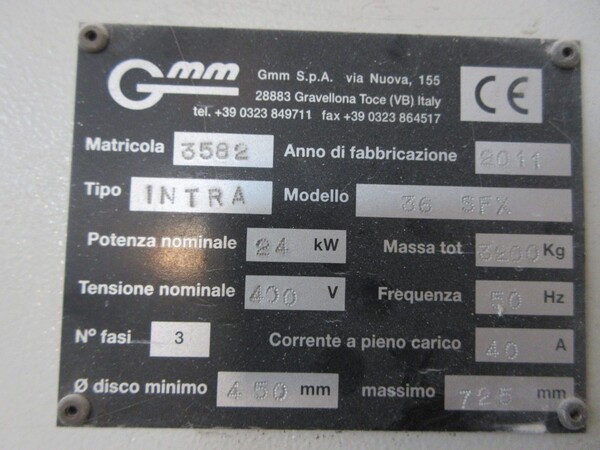 Gmm
Gmm S.p.A. via Nuova, 155
28883 Gravellona Toce (VB) Italy
tel. +39 0323 849711 fax +39 0323 864517
CE
Matricola 3582 Anno di fabbricazione 2011
Tipo INTRA Modello 36 SFX
Potenza nominale 24 kW Massa tot 3200 Kg
Tensione nominale 400 V Frequenza 50 Hz
N° fasi 3 Corrente a pieno carico 40 A
Ø disco minimo 450 mm massimo 725 mm